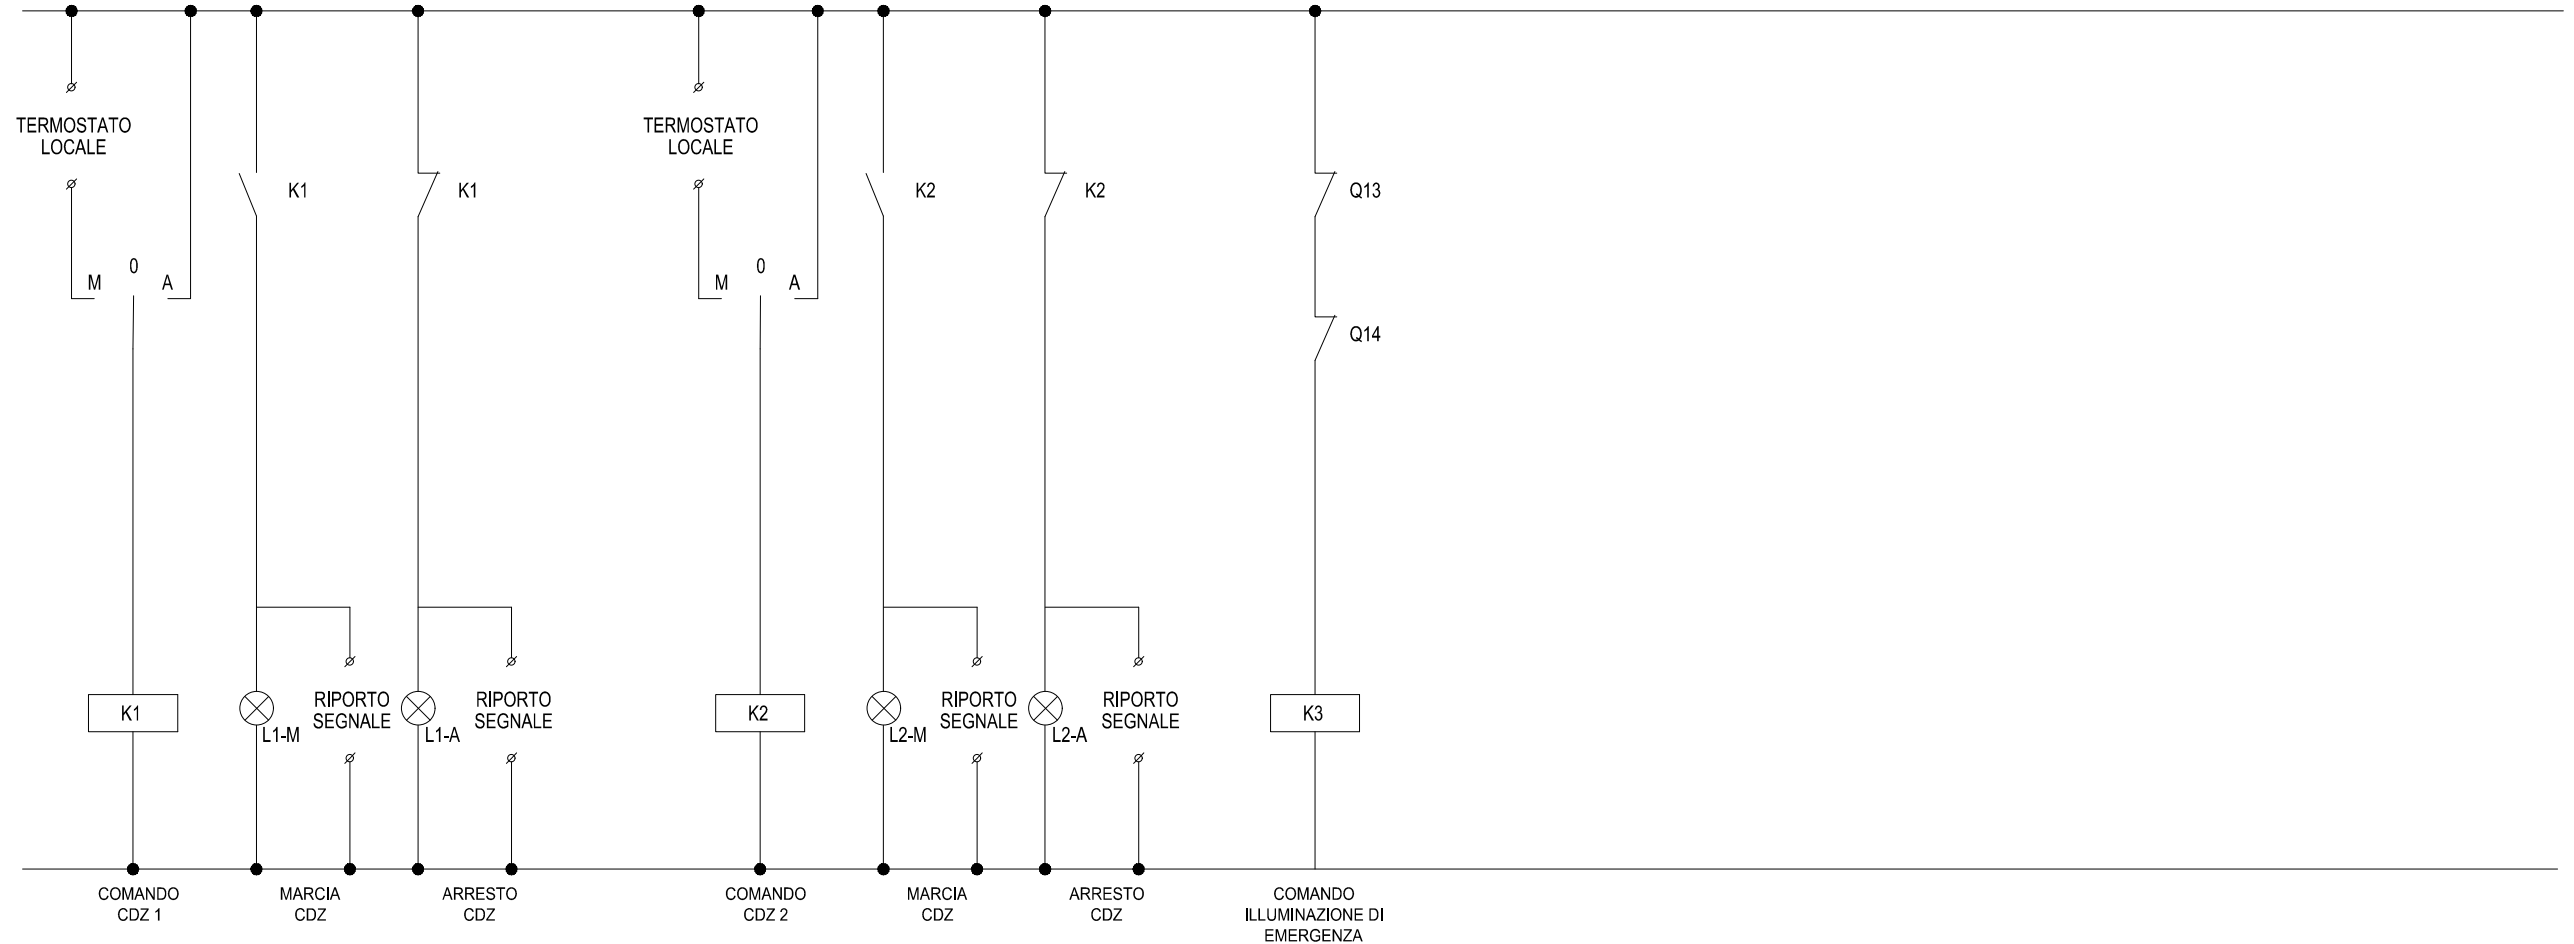 TERMOSTATO
LOCALE
K1
K1
M 0 A
TERMOSTATO
LOCALE
K2
K2
M 0 A
Q13
Q14
K1
L1-M
RIPORTO
SEGNALE
L1-A
RIPORTO
SEGNALE
K2
L2-M
RIPORTO
SEGNALE
L2-A
RIPORTO
SEGNALE
K3
COMANDO
CDZ 1
MARCIA
CDZ
ARRESTO
CDZ
COMANDO
CDZ 2
MARCIA
CDZ
ARRESTO
CDZ
COMANDO
ILLUMINAZIONE DI
EMERGENZA